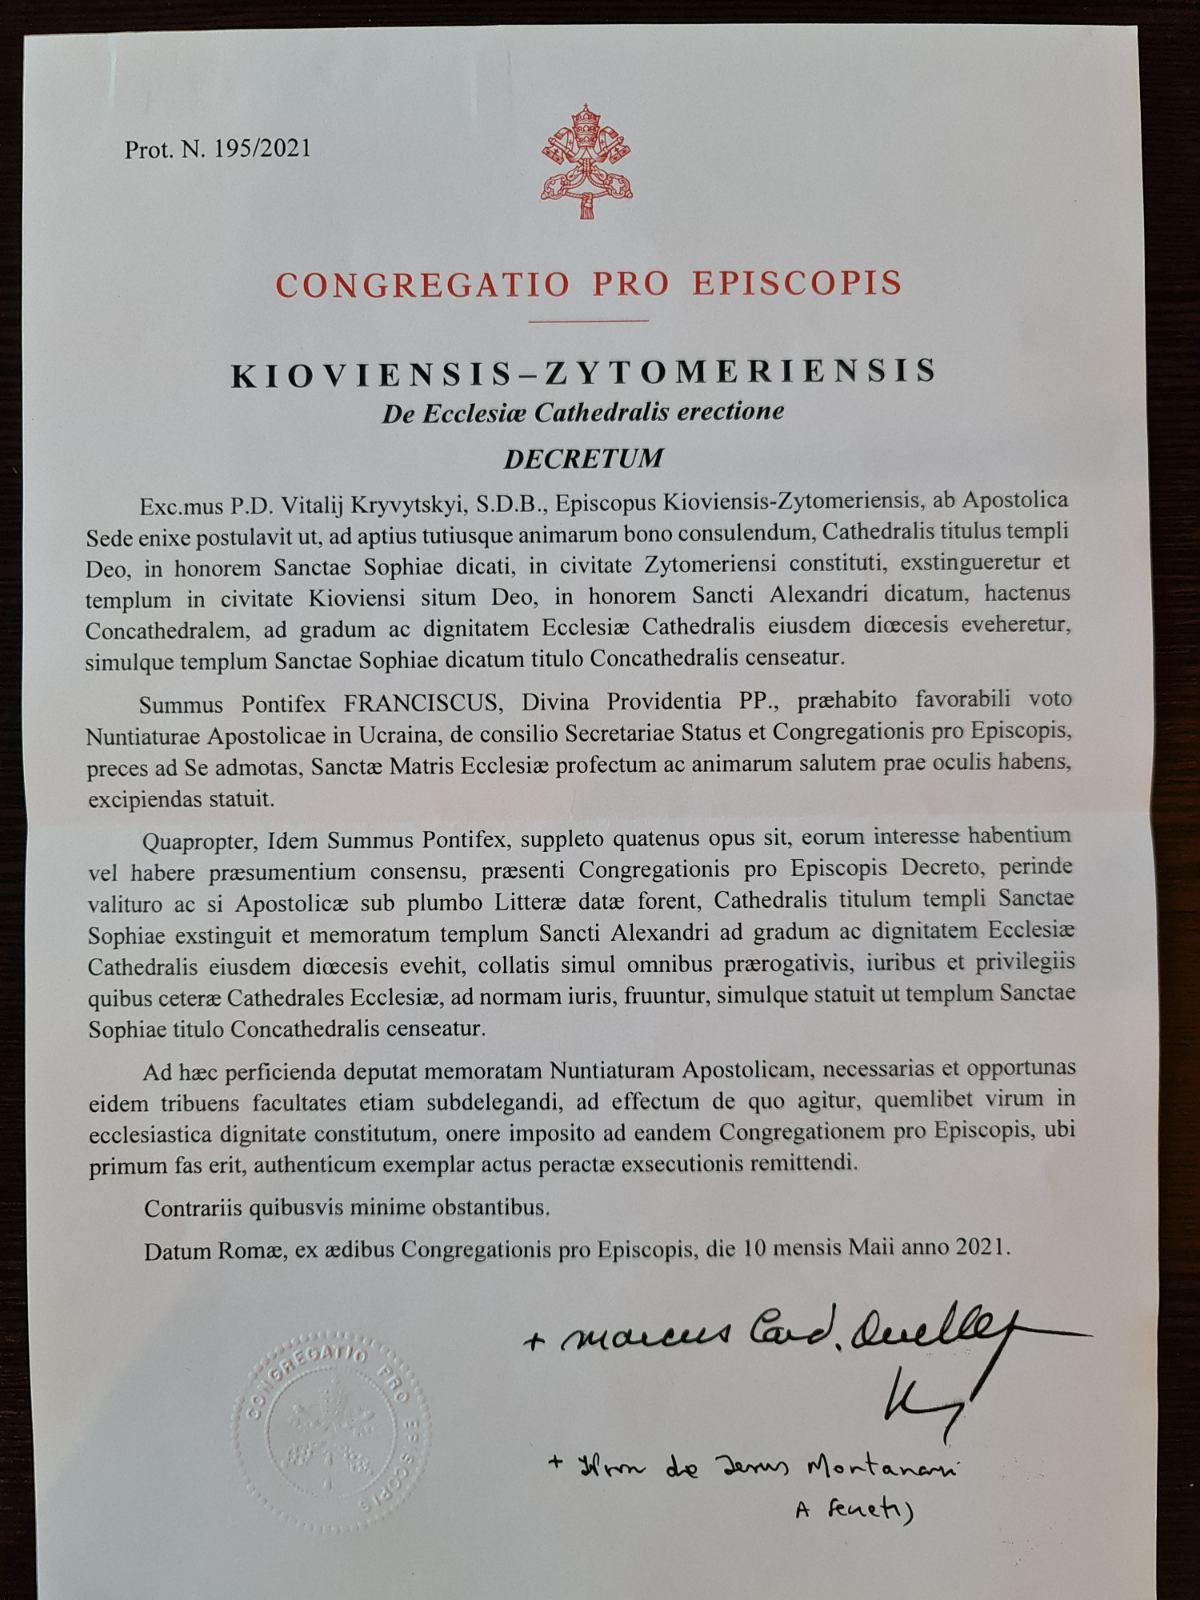 Prot. N. 195/2021
CONGREGATIO PRO EPISCOPIS
KIOVIENSIS–ZYTOMERIENSIS
De Ecclesiæ Cathedralis erectione
DECRETUM
Exc.mus P.D. Vitalij Kryvytskyi, S.D.B., Episcopus Kioviensis-Zytomeriensis, ab Apostolica
Sede enixe postulavit ut, ad aptius tutiusque animarum bono consulendum, Cathedralis titulus templi
Deo, in honorem Sanctae Sophiae dicati, in civitate Zytomeriensi constituti, exstingueretur et
templum in civitate Kioviensi situm Deo, in honorem Sancti Alexandri dicatum, hactenus
Concathedralem, ad gradum ac dignitatem Ecclesiæ Cathedralis eiusdem diœcesis eveheretur,
simulque templum Sanctae Sophiae dicatum titulo Concathedralis censeatur.
Summus Pontifex FRANCISCUS, Divina Providentia PP., præhabito favorabili voto
Nuntiaturae Apostolicae in Ucraina, de consilio Secretariae Status et Congregationis pro Episcopis,
preces ad Se admotas, Sanctæ Matris Ecclesiæ profectum ac animarum salutem prae oculis habens,
excipiendas statuit.
Quapropter, Idem Summus Pontifex, suppleto quatenus opus sit, eorum interesse habentium
vel habere præsumentium consensu, præsenti Congregationis pro Episcopis Decreto, perinde
valituro ac si Apostolicæ sub plumbo Litteræ datæ forent, Cathedralis titulum templi Sanctae
Sophiae exstinguit et memoratum templum Sancti Alexandri ad gradum ac dignitatem Ecclesiæ
Cathedralis eiusdem diœcesis evehit, collatis simul omnibus prærogativis, iuribus et privilegiis
quibus ceteræ Cathedrales Ecclesiæ, ad normam iuris, fruuntur, simulque statuit ut templum Sanctae
Sophiae titulo Concathedralis censeatur.
Ad hæc perficienda deputat memoratam Nuntiaturam Apostolicam, necessarias et opportunas
eidem tribuens facultates etiam subdelegandi, ad effectum de quo agitur, quemlibet virum in
ecclesiastica dignitate constitutum, onere imposito ad eandem Congregationem pro Episcopis, ubi
primum fas erit, authenticum exemplar actus peractæ exsecutionis remittendi.
Contrariis quibusvis minime obstantibus.
Datum Romæ, ex ædibus Congregationis pro Episcopis, die 10 mensis Maii anno 2021.
+ Marcus Card. Ouellet
CONGREGATIO PRO EPISCOPIS
+ de Jesus Montanari